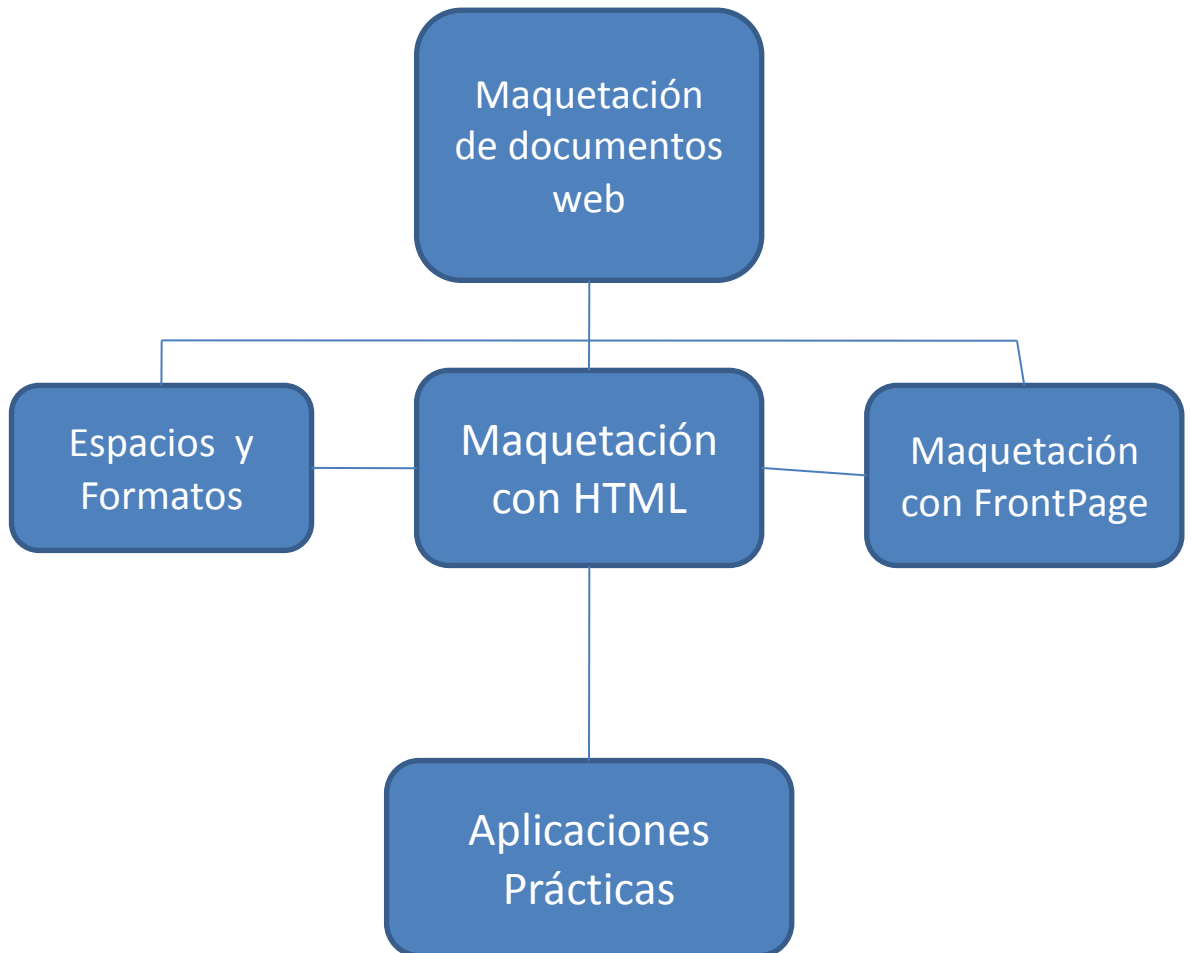 Maquetación
de documentos
web
Espacios y
Formatos
Maquetación
con HTML
Maquetación
con FrontPage
Aplicaciones
Prácticas